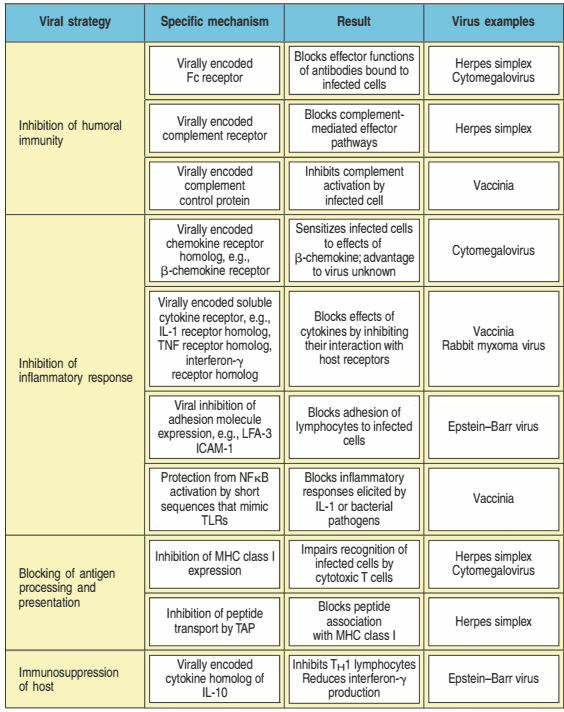 Viral strategy
Specific mechanism
Result
Virus examples
Inhibition of humoral
immunity
Virally encoded
Fc receptor
Blocks effector functions
of antibodies bound to
infected cells
Herpes simplex
Cytomegalovirus
Virally encoded
complement receptor
Blocks complement-
mediated effector
pathways
Herpes simplex
Virally encoded
complement
control protein
Inhibits complement
activation by
infected cell
Vaccinia
Inhibition of
inflammatory response
Virally encoded
chemokine receptor
homolog, e.g.,
β-chemokine receptor
Sensitizes infected cells
to effects of
β-chemokine; advantage
to virus unknown
Cytomegalovirus
Virally encoded soluble
cytokine receptor, e.g.,
IL-1 receptor homolog,
TNF receptor homolog,
interferon-γ
receptor homolog
Blocks effects of
cytokines by inhibiting
their interaction with
host receptors
Vaccinia
Rabbit myxoma virus
Viral inhibition of
adhesion molecule
expression, e.g., LFA-3
ICAM-1
Blocks adhesion of
lymphocytes to infected
cells
Epstein–Barr virus
Protection from NFκB
activation by short
sequences that mimic
TLRs
Blocks inflammatory
responses elicited by
IL-1 or bacterial
pathogens
Vaccinia
Blocking of antigen
processing and
presentation
Inhibition of MHC class I
expression
Impairs recognition of
infected cells by
cytotoxic T cells
Herpes simplex
Cytomegalovirus
Inhibition of peptide
transport by TAP
Blocks peptide
association
with MHC class I
Herpes simplex
Immunosuppression
of host
Virally encoded
cytokine homolog of
IL-10
Inhibits TH1 lymphocytes
Reduces interferon-γ
production
Epstein–Barr virus